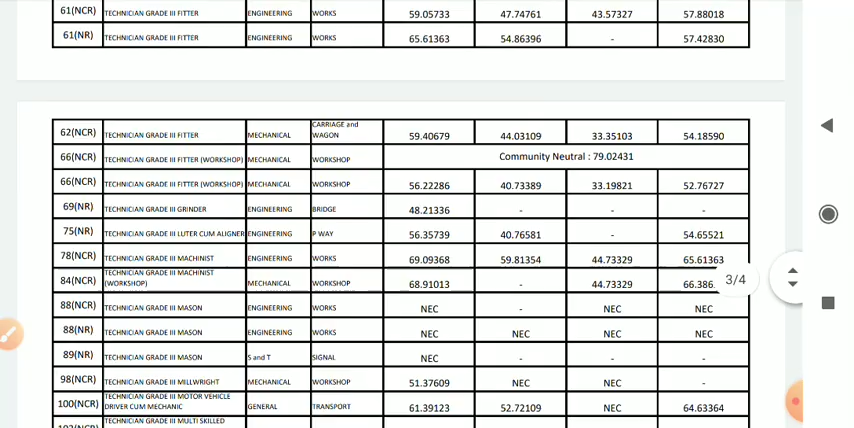 61(NCR) TECHNICIAN GRADE III FITTER ENGINEERING WORKS 59.05733 47.74761 43.57327 57.88018
61(NR) TECHNICIAN GRADE III FITTER ENGINEERING WORKS 65.61363 54.86396 - 57.42830
62(NCR) TECHNICIAN GRADE III FITTER MECHANICAL CARRIAGE and WAGON 59.40679 44.03109 33.35103 54.18590
66(NCR) TECHNICIAN GRADE III FITTER (WORKSHOP) MECHANICAL WORKSHOP Community Neutral : 79.02431
66(NCR) TECHNICIAN GRADE III FITTER (WORKSHOP) MECHANICAL WORKSHOP 56.22286 40.73389 33.19821 52.76727
69(NR) TECHNICIAN GRADE III GRINDER ENGINEERING BRIDGE 48.21336 - - -
75(NR) TECHNICIAN GRADE III LUTER CUM ALIGNER ENGINEERING P WAY 56.35739 40.76581 - 54.65521
78(NCR) TECHNICIAN GRADE III MACHINIST ENGINEERING WORKS 69.09368 59.81354 44.73329 65.61363
84(NCR) TECHNICIAN GRADE III MACHINIST (WORKSHOP) MECHANICAL WORKSHOP 68.91013 - 44.73329 66.386
3/4
88(NCR) TECHNICIAN GRADE III MASON ENGINEERING WORKS NEC - NEC NEC
88(NR) TECHNICIAN GRADE III MASON ENGINEERING WORKS NEC NEC NEC NEC
89(NR) TECHNICIAN GRADE III MASON S and T SIGNAL NEC - - -
98(NCR) TECHNICIAN GRADE III MILLWRIGHT MECHANICAL WORKSHOP 51.37609 NEC NEC -
100(NCR) TECHNICIAN GRADE III MOTOR VEHICLE DRIVER CUM MECHANIC GENERAL TRANSPORT 61.39123 52.72109 NEC 64.63364
TECHNICIAN GRADE III MULTI SKILLED